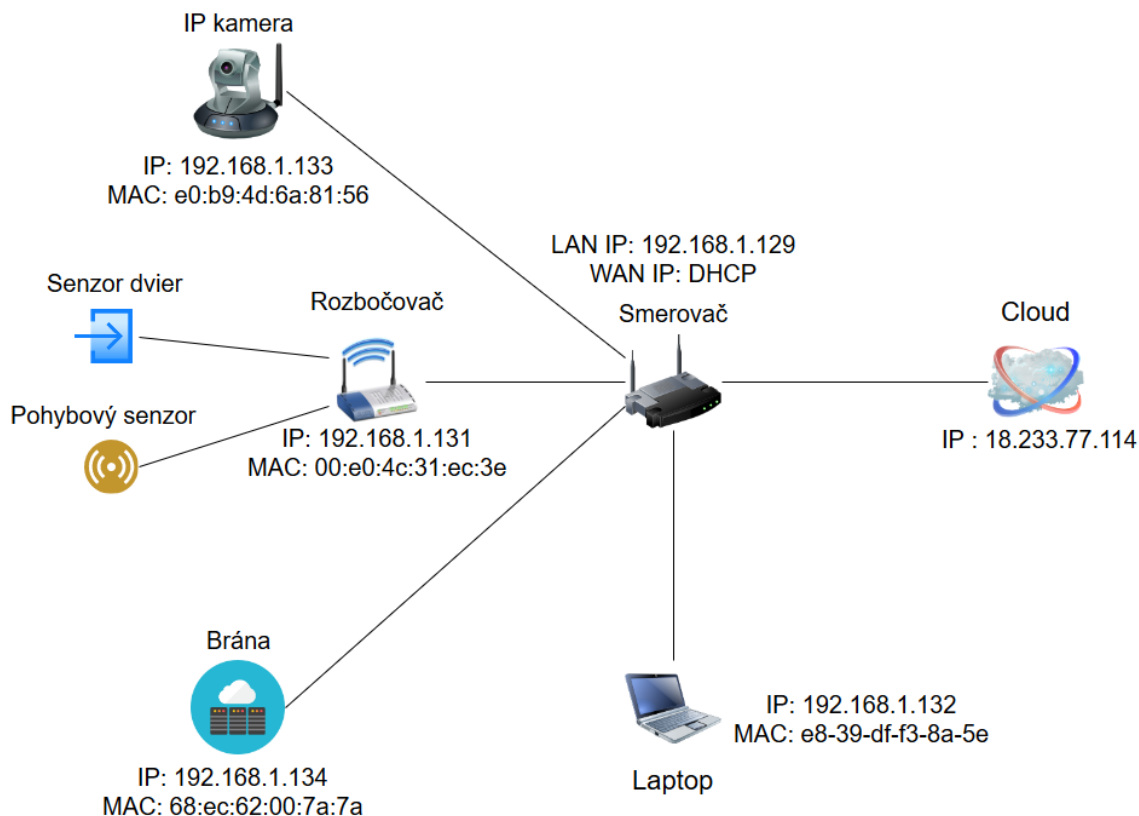 IP kamera
IP: 192.168.1.133
MAC: e0:b9:4d:6a:81:56
LAN IP: 192.168.1.129
WAN IP: DHCP
Smerovač
Senzor dvier
Rozbočovač
Cloud
Pohybový senzor
IP: 192.168.1.131
MAC: 00:e0:4c:31:ec:3e
IP : 18.233.77.114
Brána
IP: 192.168.1.134
MAC: 68:ec:62:00:7a:7a
IP: 192.168.1.132
MAC: e8-39-df-f3-8a-5e
Laptop